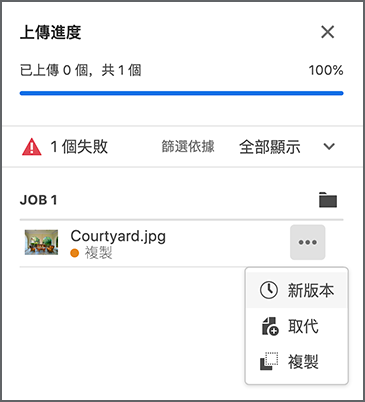 上傳進度
已上傳 0 個，共 1 個 100%
1 個失敗 篩選依據 全部顯示
JOB 1
Courtyard.jpg
複製
新版本
取代
複製